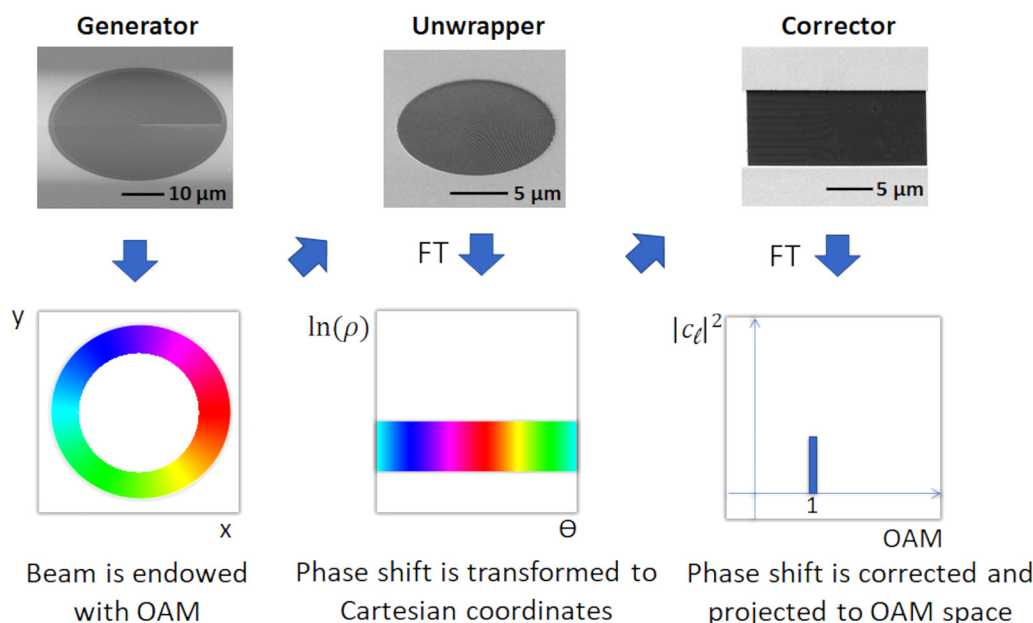 Generator
Unwrapper
Corrector
10 µm
5 µm
5 µm
FT
FT
y
x
ln(ρ)
Θ
|cℓ|²
1
OAM
Beam is endowed
with OAM
Phase shift is transformed to
Cartesian coordinates
Phase shift is corrected and
projected to OAM space